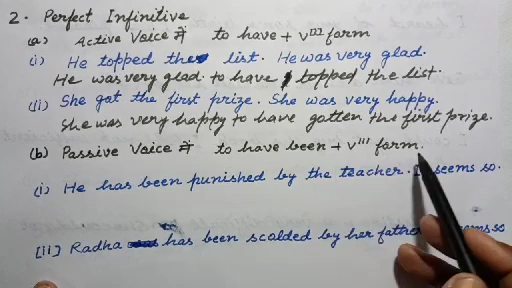 2. Perfect Infinitive
(a) Active Voice में to have + VIII form
(i) He topped the list. He was very glad.
He was very glad to have topped the list.
(ii) She got the first prize. She was very happy.
She was very happy to have gotten the first prize.
(b) Passive Voice में to have been + VIII form.
(i) He has been punished by the teacher. seems so.
(ii) Radha has been scalded by her father so